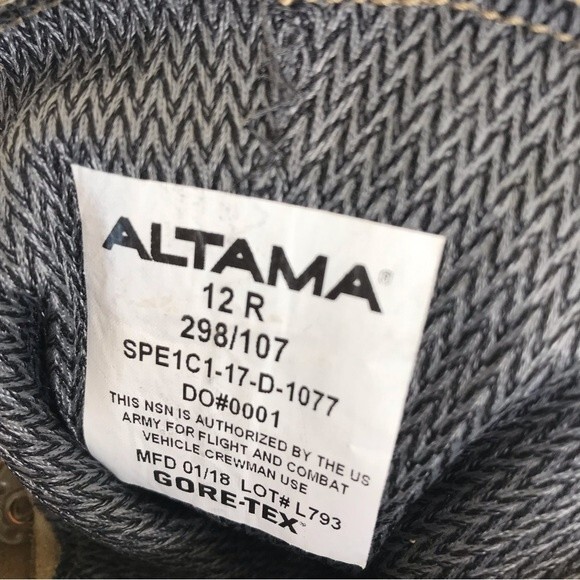 ALTAMA®
12 R
298/107
SPE1C1-17-D-1077
DO#0001
THIS NSN IS AUTHORIZED BY THE US
ARMY FOR FLIGHT AND COMBAT
VEHICLE CREWMAN USE
MFD 01/18 LOT# L793
GORE-TEX